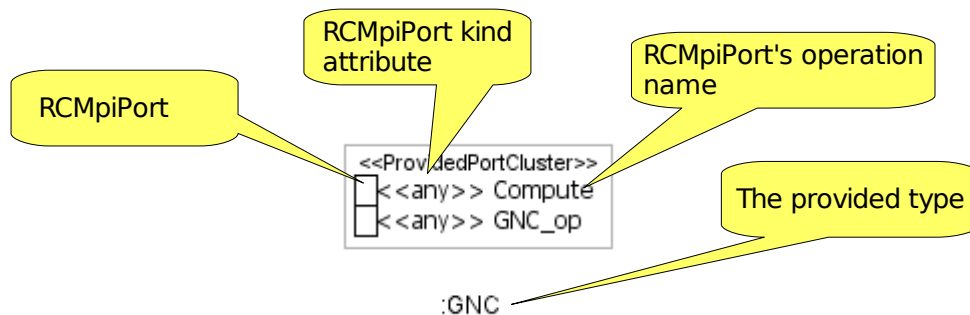 RCMpiPort kind
attribute
RCMpiPort's operation
name
RCMpiPort
<<ProvidedPortCluster>>
<<any>> Compute
<<any>> GNC_op
The provided type
:GNC